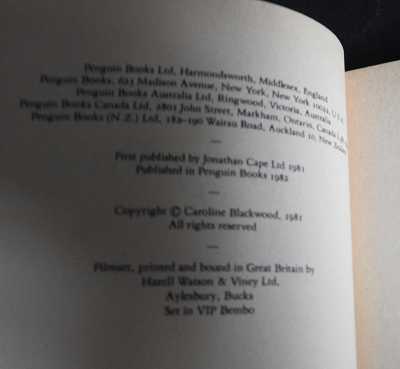 Penguin Books Ltd, Harmondsworth, Middlesex, England
Penguin Books, 625 Madison Avenue, New York, New York 10022, U.S.A.
Penguin Books Australia Ltd, Ringwood, Victoria, Australia
Penguin Books Canada Ltd, 2801 John Street, Markham, Ontario, Canada
Penguin Books (N.Z.) Ltd, 182–190 Wairau Road, Auckland 10, New Zealand
—
First published by Jonathan Cape Ltd 1981
Published in Penguin Books 1982
—
Copyright © Caroline Blackwood, 1981
All rights reserved
—
Filmset, printed and bound in Great Britain by
Hazell Watson & Viney Ltd,
Aylesbury, Bucks
Set in VIP Bembo